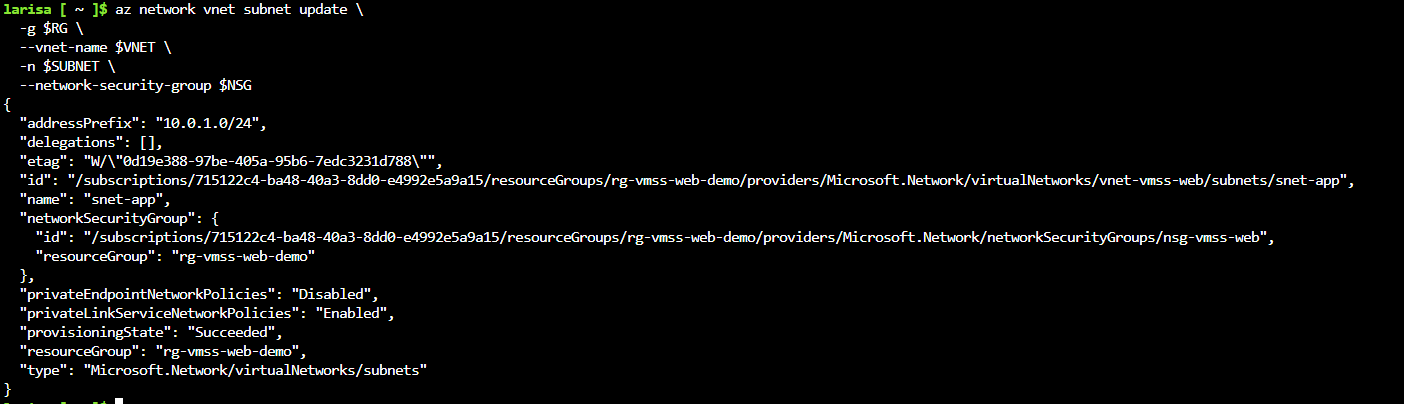 larisa [ ~ ]$ az network vnet subnet update \
  -g $RG \
  --vnet-name $VNET \
  -n $SUBNET \
  --network-security-group $NSG
{
  "addressPrefix": "10.0.1.0/24",
  "delegations": [],
  "etag": "W/\"0d19e388-97be-405a-95b6-7edc3231d788\"",
  "id": "/subscriptions/715122c4-ba48-40a3-8dd0-e4992e5a9a15/resourceGroups/rg-vmss-web-demo/providers/Microsoft.Network/virtualNetworks/vnet-vmss-web/subnets/snet-app",
  "name": "snet-app",
  "networkSecurityGroup": {
    "id": "/subscriptions/715122c4-ba48-40a3-8dd0-e4992e5a9a15/resourceGroups/rg-vmss-web-demo/providers/Microsoft.Network/networkSecurityGroups/nsg-vmss-web",
    "resourceGroup": "rg-vmss-web-demo"
  },
  "privateEndpointNetworkPolicies": "Disabled",
  "privateLinkServiceNetworkPolicies": "Enabled",
  "provisioningState": "Succeeded",
  "resourceGroup": "rg-vmss-web-demo",
  "type": "Microsoft.Network/virtualNetworks/subnets"
}